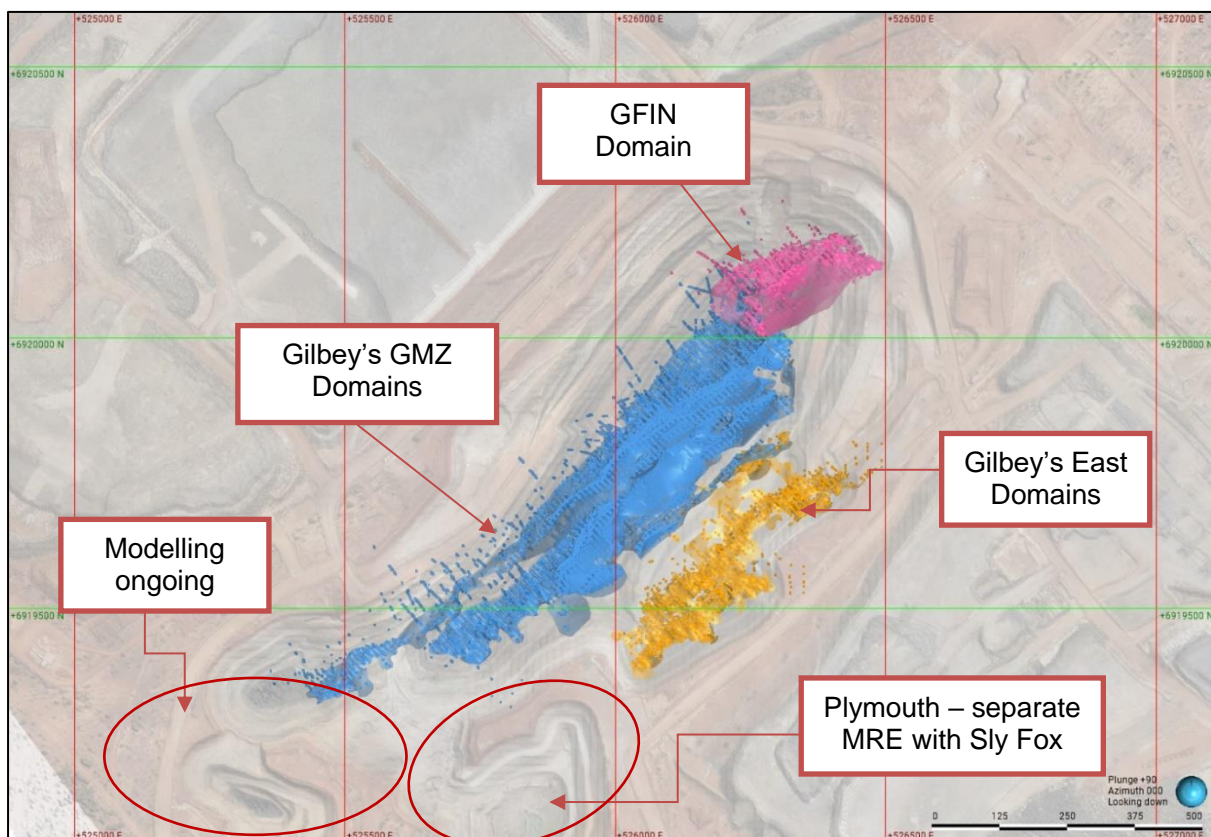 +525000 E
+525500 E
+526000 E
+526500 E
+527000 E
+6920500 N
+6920500 N
GFIN
Domain
+6920000 N
+6920000 N
Gilbey’s GMZ
Domains
Gilbey’s East
Domains
Modelling
ongoing
+6919500 N
+6919500 N
Plymouth – separate
MRE with Sly Fox
Plunge +90
Azimuth 000
Looking down
0 125 250 375 500
+525000 E
+525500 E
+526000 E
+526500 E
+527000 E